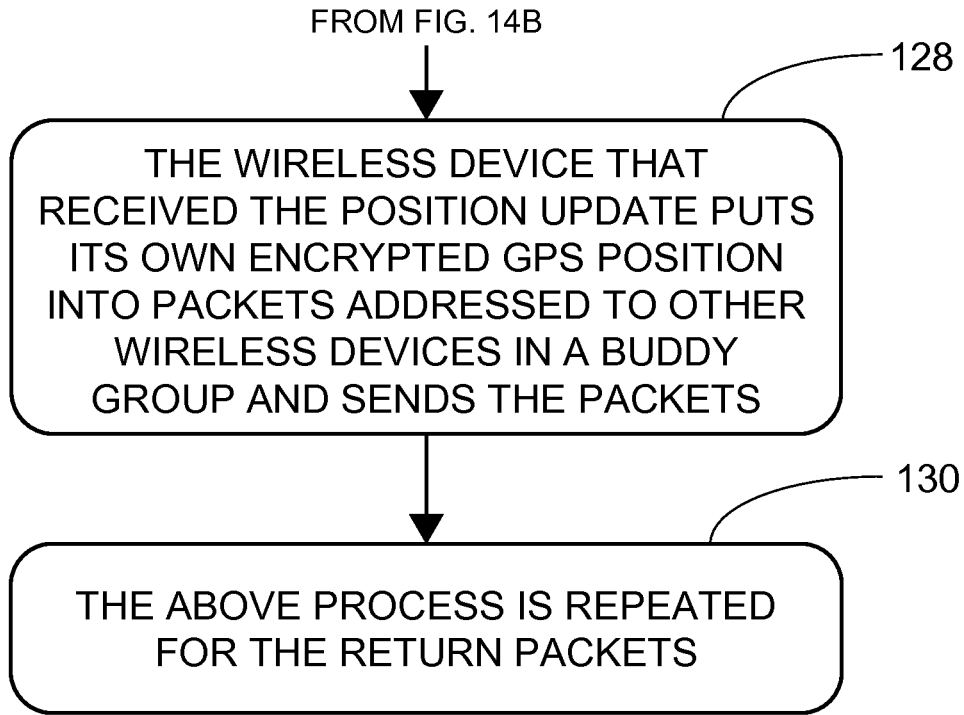 FROM FIG. 14B
128
THE WIRELESS DEVICE THAT
RECEIVED THE POSITION UPDATE PUTS
ITS OWN ENCRYPTED GPS POSITION
INTO PACKETS ADDRESSED TO OTHER
WIRELESS DEVICES IN A BUDDY
GROUP AND SENDS THE PACKETS
130
THE ABOVE PROCESS IS REPEATED
FOR THE RETURN PACKETS